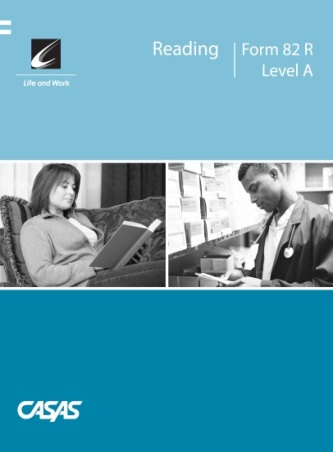 Reading
Form 82 R
Level A
Life and Work
CASAS